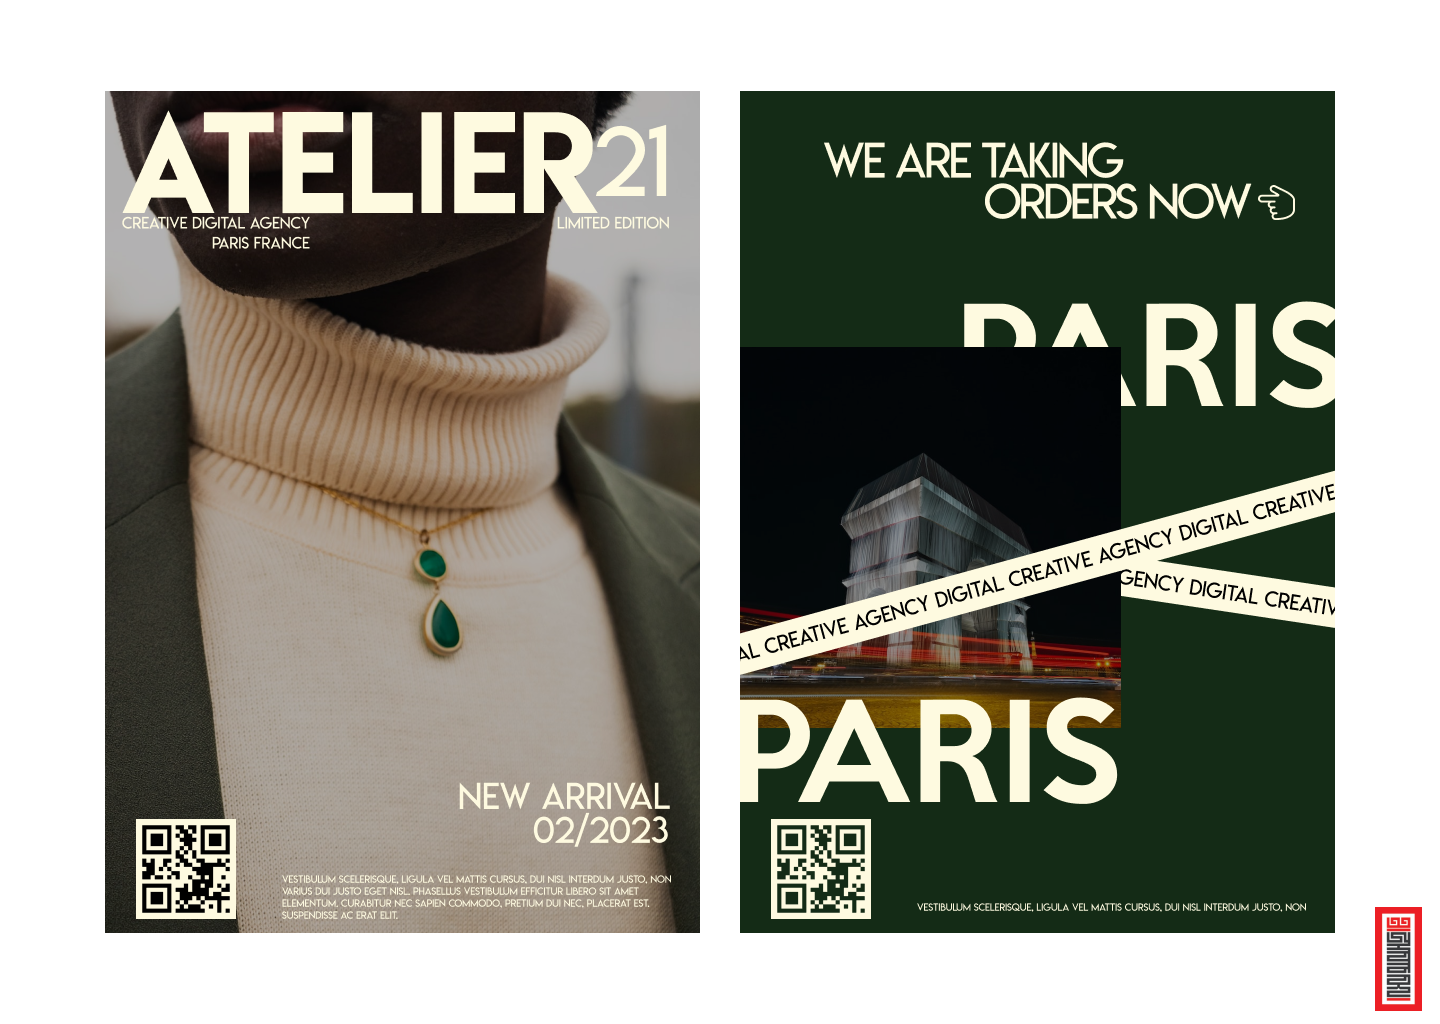 ATELIER21
CREATIVE DIGITAL AGENCY
PARIS FRANCE
LIMITED EDITION
NEW ARRIVAL
02/2023
VESTIBULUM SCELERISQUE, LIGULA VEL MATTIS CURSUS, DUI NISL INTERDUM JUSTO, NON
VARIUS DUI JUSTO EGET NISL. PHASELLUS VESTIBULUM EFFICITUR LIBERO SIT AMET
ELEMENTUM, CURABITUR NEC SAPIEN COMMODO, PRETIUM DUI NEC, PLACERAT EST.
SUSPENDISSE AC ERAT ELIT.
WE ARE TAKING
ORDERS NOW
PARIS
AL CREATIVE AGENCY DIGITAL CREATIVE AGENCY DIGITAL CREATIVE
GENCY DIGITAL CREATIV
PARIS
VESTIBULUM SCELERISQUE, LIGULA VEL MATTIS CURSUS, DUI NISL INTERDUM JUSTO, NON